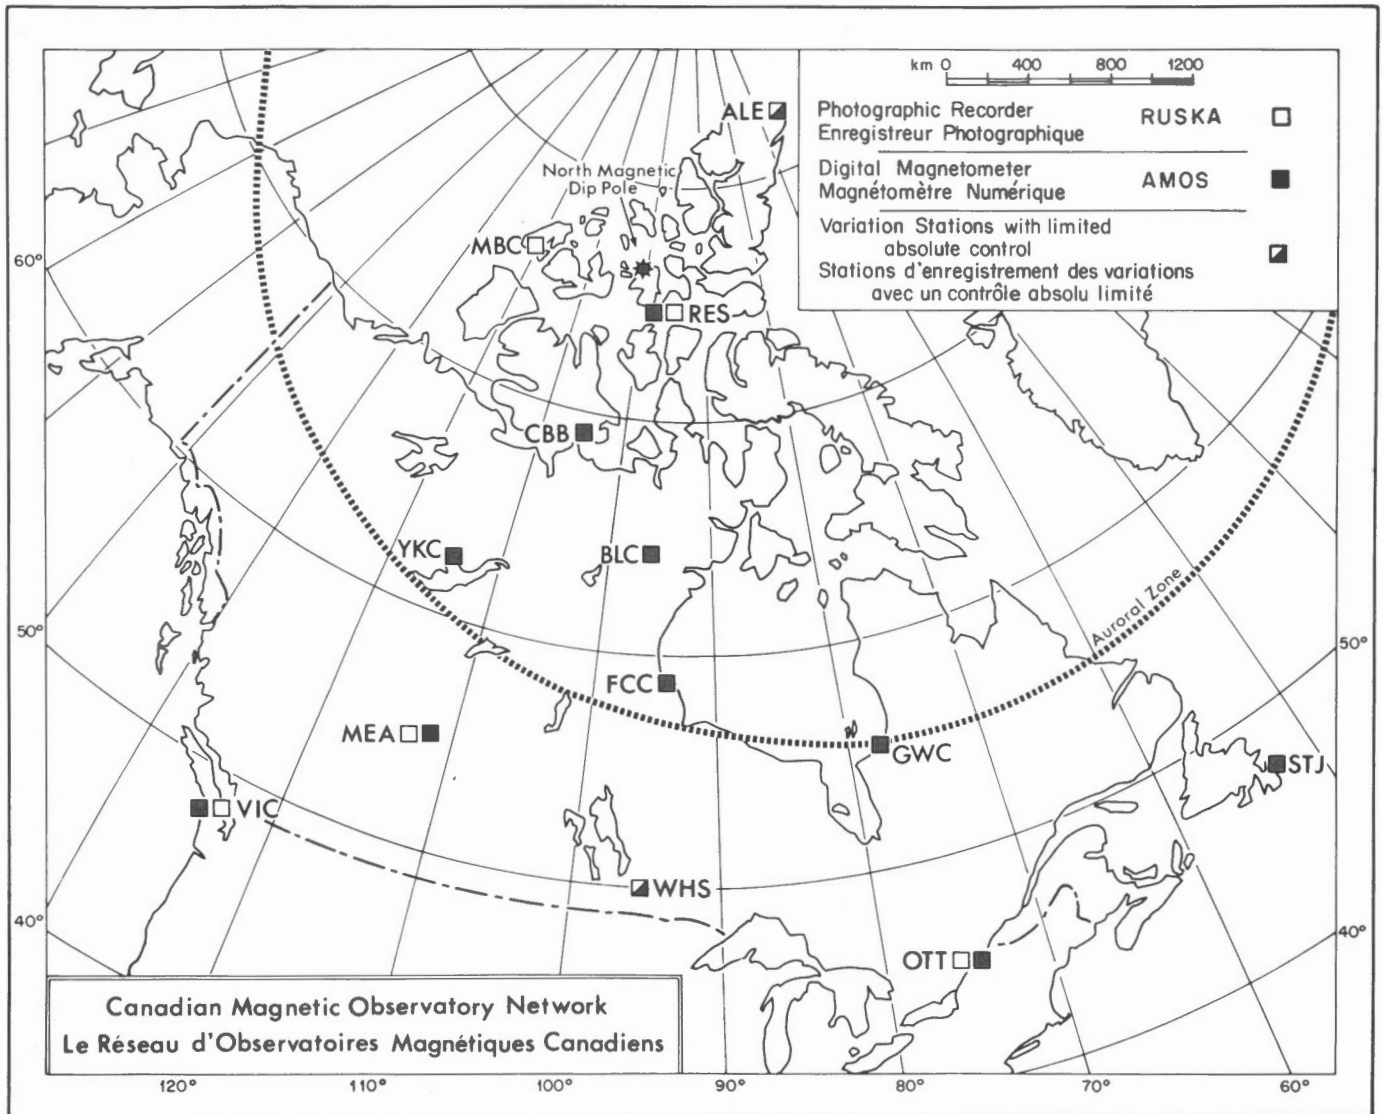 km 0 400 800 1200
Photographic Recorder RUSKA
Enregistreur Photographique
Digital Magnetometer AMOS
Magnétomètre Numérique
Variation Stations with limited
absolute control
Stations d'enregistrement des variations
avec un contrôle absolu limité
ALE
North Magnetic
Dip Pole
MBC
RES
60°
CBB
YKC
BLC
Auroral Zone
50°
50°
FCC
MEA
GWC
STJ
VIC
WHS
40°
40°
OTT
Canadian Magnetic Observatory Network
Le Réseau d'Observatoires Magnétiques Canadiens
120° 110° 100° 90° 80° 70° 60°